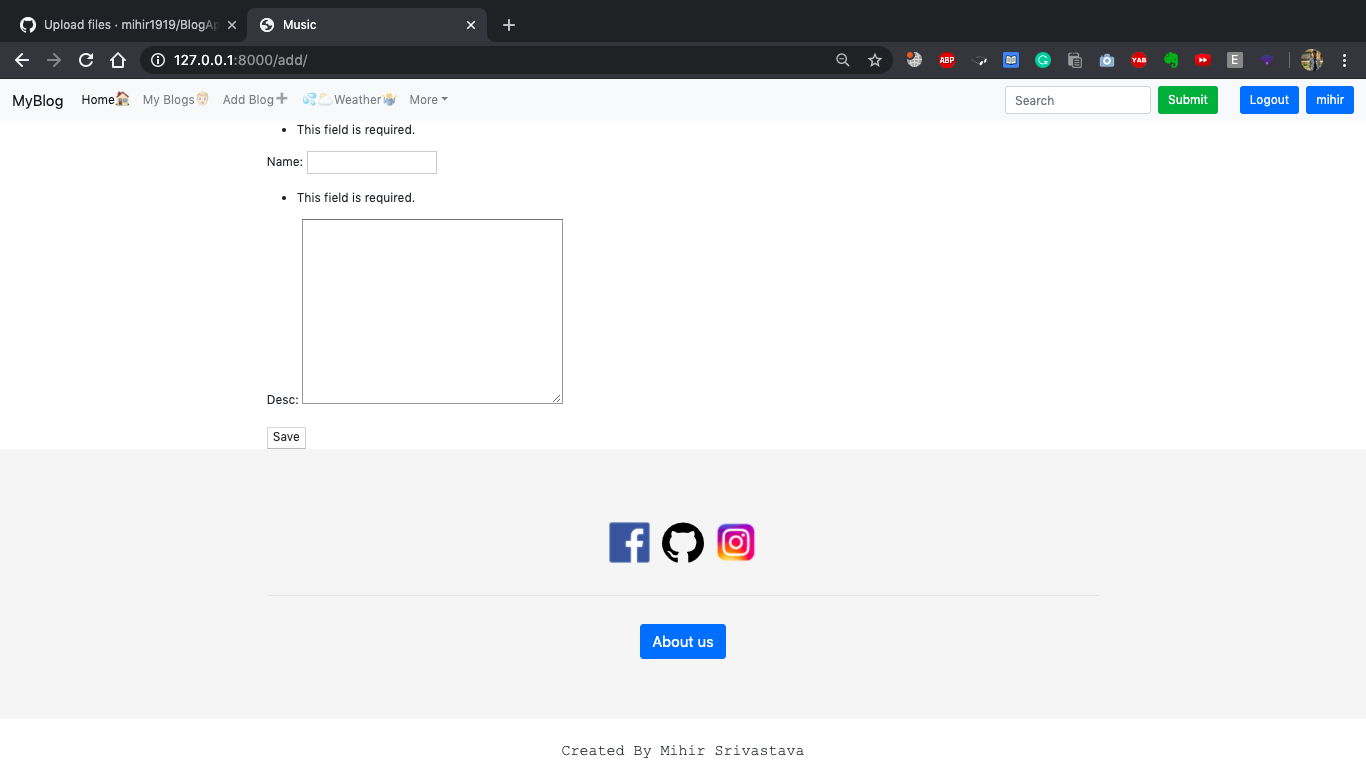 Upload files · mihir1919/BlogAp
Music
127.0.0.1:8000/add/
ABP
YAB
E
MyBlog
Home
My Blogs
Add Blog
Weather
More
Search
Submit
Logout
mihir
This field is required.
Name:
This field is required.
Desc:
Save
About us
Created By Mihir Srivastava